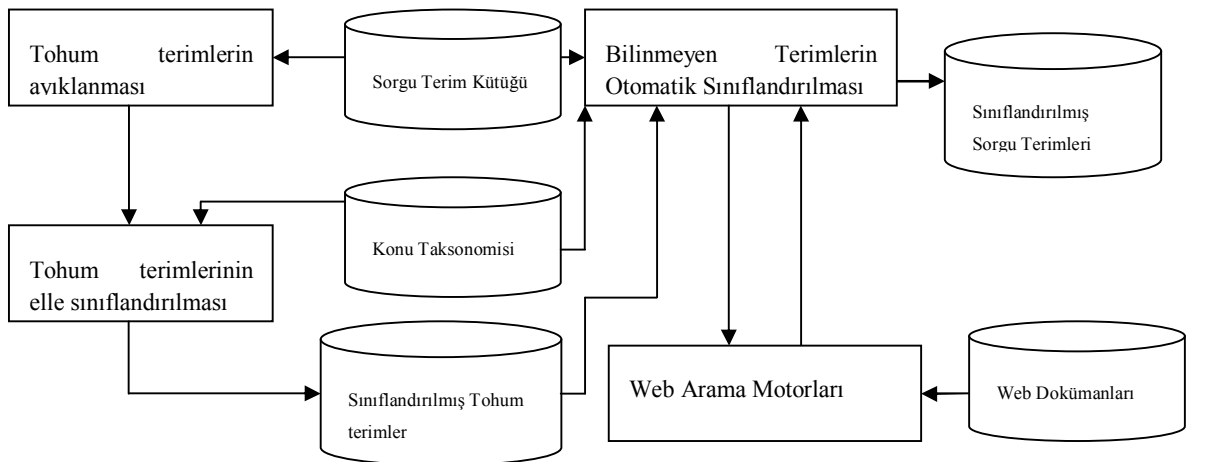 Tohum terimlerin
ayıklanması
Sorgu Terim Kütüğü
Bilinmeyen Terimlerin
Otomatik Sınıflandırılması
Sınıflandırılmış
Sorgu Terimleri
Konu Taksonomisi
Tohum terimlerinin
elle sınıflandırılması
Sınıflandırılmış Tohum
terimler
Web Arama Motorları
Web Dokümanları